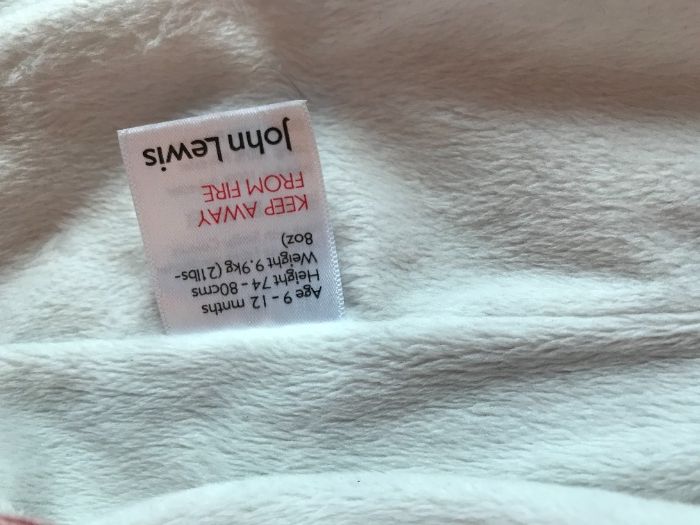 John Lewis
KEEP AWAY
FROM FIRE
Age 9 - 12 mnths
Height 74 - 80cms
Weight 9.9kg (21lbs-
8oz)